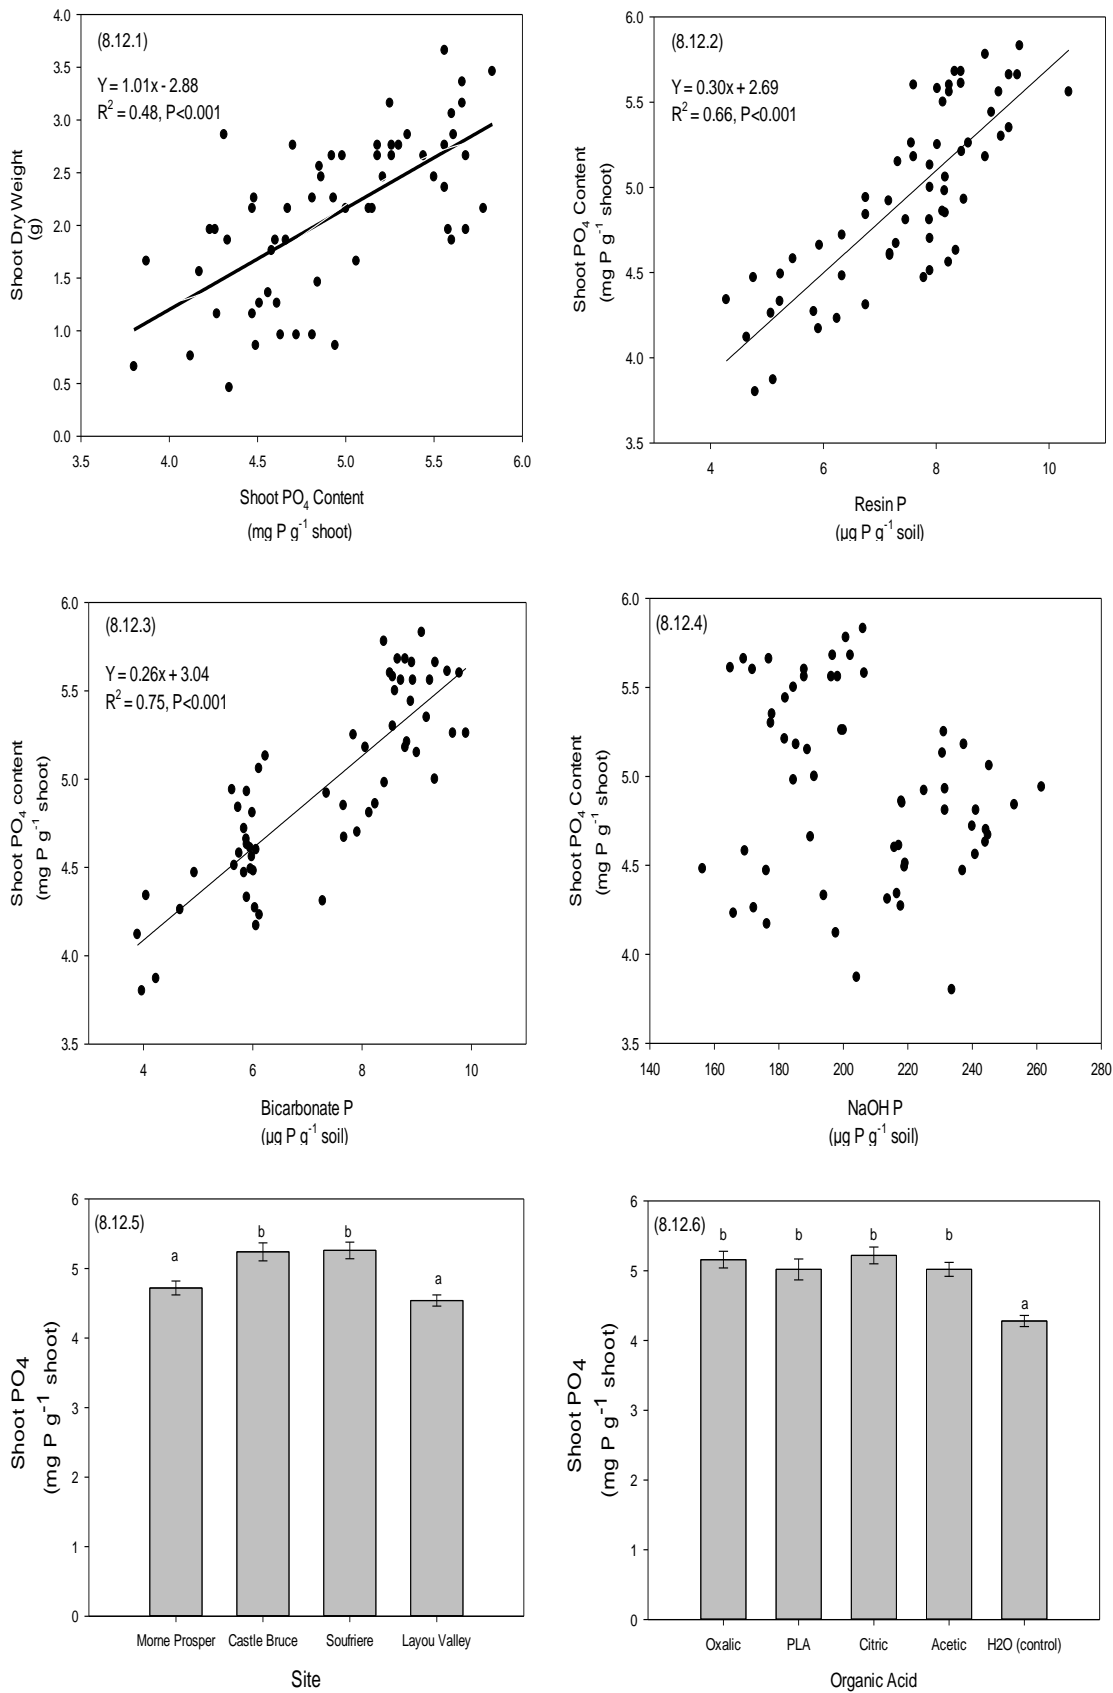 (8.12.1)
Y = 1.01x - 2.88
R2 = 0.48, P<0.001
4.0
3.5
3.0
2.5
2.0
1.5
1.0
0.5
0.0
Shoot Dry Weight
(g)
3.5 4.0 4.5 5.0 5.5 6.0
Shoot PO4 Content
(mg P g-1 shoot)
(8.12.2)
Y = 0.30x + 2.69
R2 = 0.66, P<0.001
6.0
5.5
5.0
4.5
4.0
3.5
Shoot PO4 Content
(mg P g-1 shoot)
4 6 8 10
Resin P
(µg P g-1 soil)
(8.12.3)
Y = 0.26x + 3.04
R2 = 0.75, P<0.001
6.0
5.5
5.0
4.5
4.0
3.5
Shoot PO4 content
(mg P g-1 shoot)
4 6 8 10
Bicarbonate P
(µg P g-1 soil)
(8.12.4)
6.0
5.5
5.0
4.5
4.0
3.5
Shoot PO4 Content
(mg P g-1 shoot)
140 160 180 200 220 240 260 280
NaOH P
(µg P g-1 soil)
(8.12.5)
6
5
4
3
2
1
0
a b b a
Shoot PO4
(mg P g-1 shoot)
Morne Prosper Castle Bruce Soufriere Layou Valley
Site
(8.12.6)
6
5
4
3
2
1
0
b b b b a
Shoot PO4
(mg P g-1 shoot)
Oxalic PLA Citric Acetic H2O (control)
Organic Acid